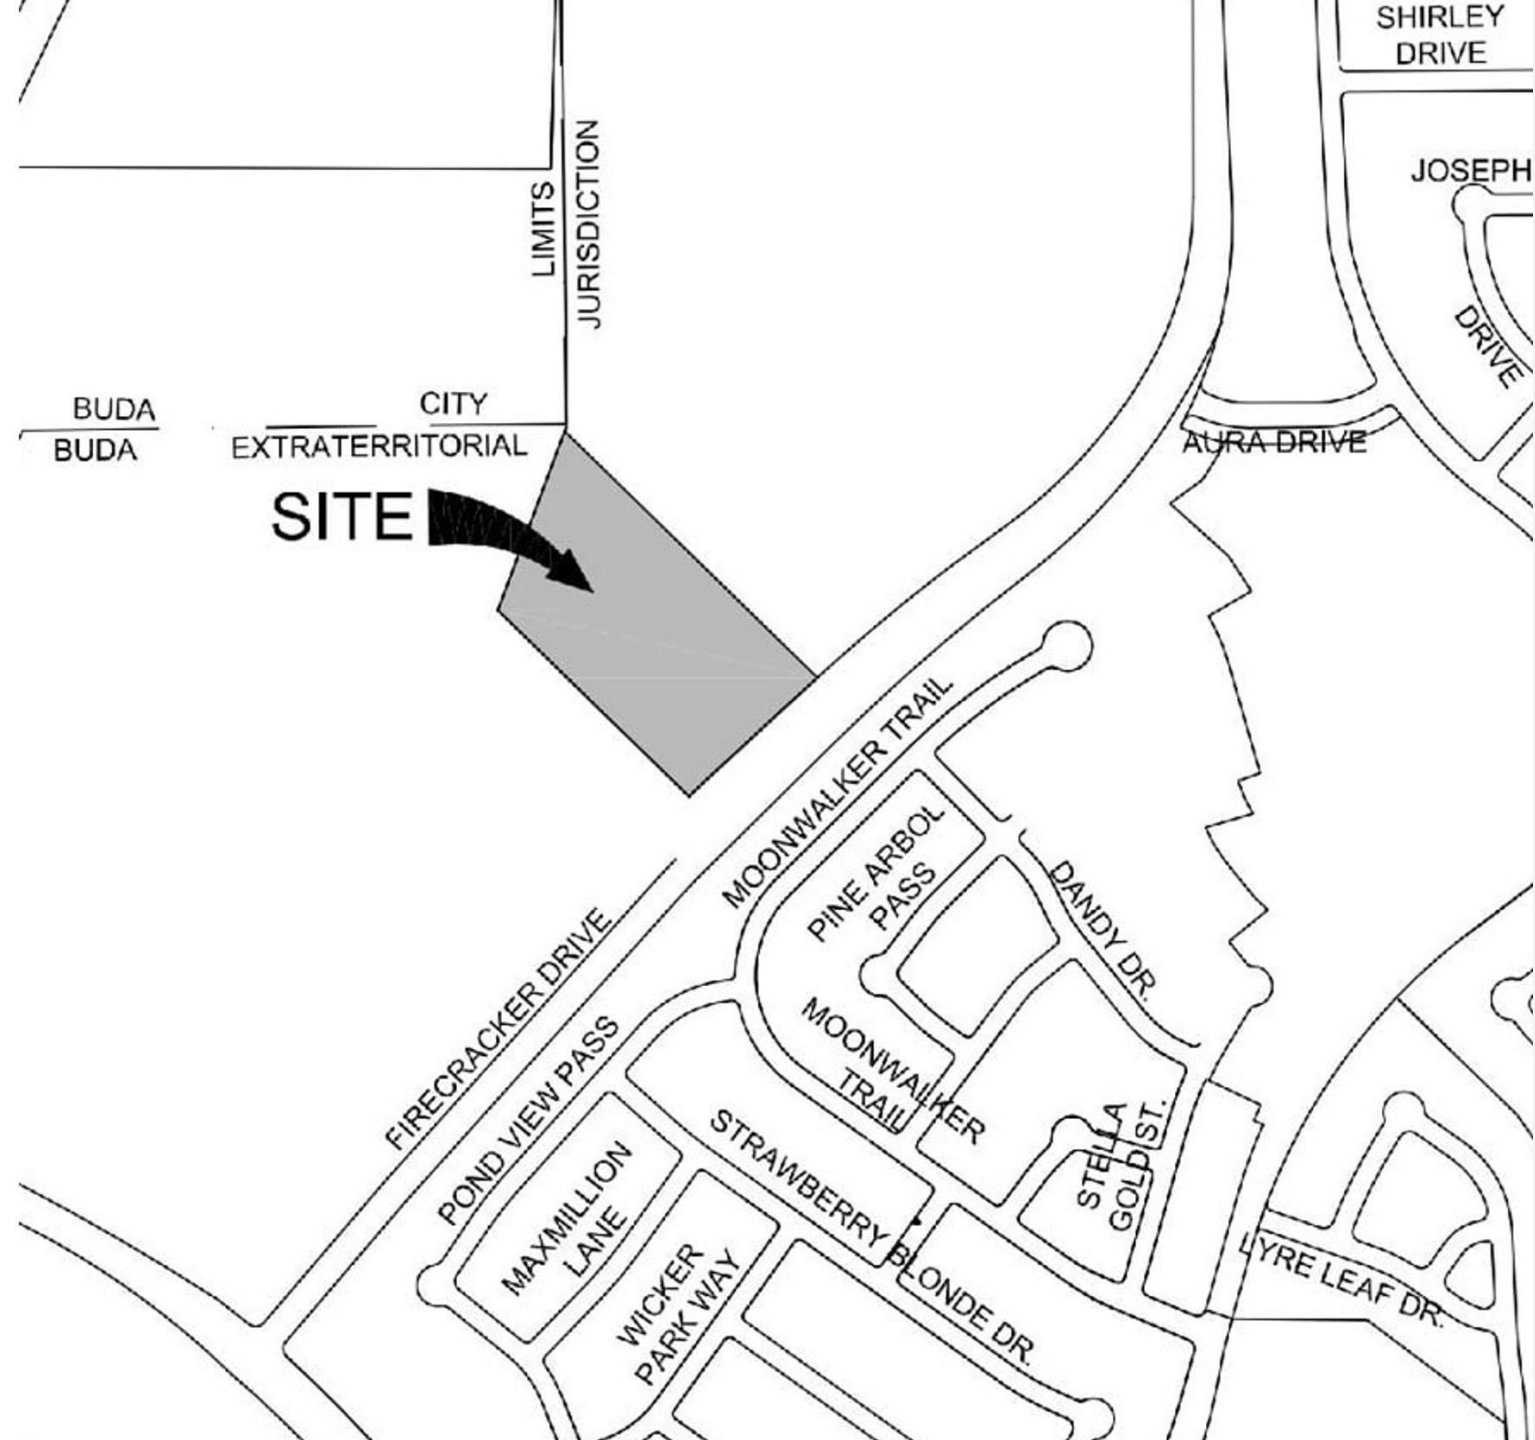 SHIRLEY
DRIVE
JOSEPH
DRIVE
LIMITS
JURISDICTION
BUDA
CITY
BUDA
EXTRATERRITORIAL
SITE
AURA DRIVE
MOONWALKER TRAIL
PINE ARBOL
PASS
DANDY DR.
FIRECRACKER DRIVE
POND VIEW PASS
MOONWALKER
TRAIL
STELLA
GOLD ST.
STRAWBERRY BLONDE DR.
MAXMILLION
LANE
WICKER
PARK WAY
LYRE LEAF DR.